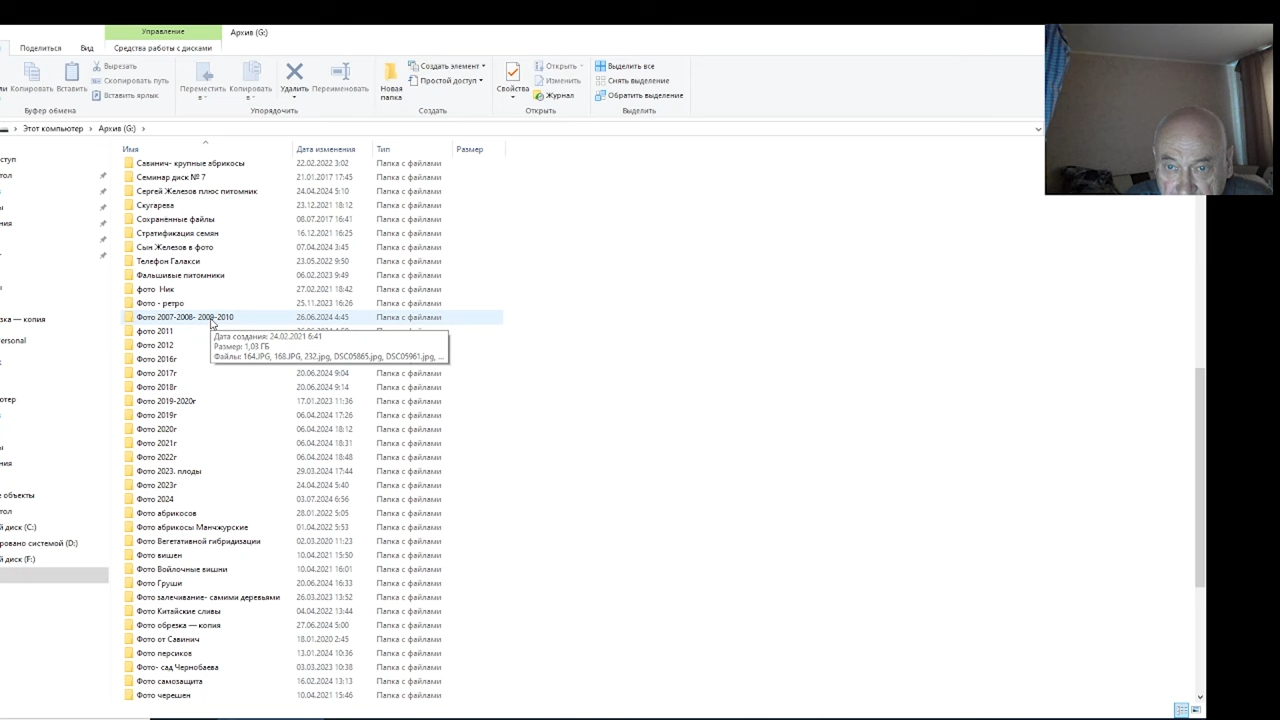 Управление
Архив (G:)
Поделиться
Вид
Средства работы с дисками
Копировать
Вставить
Вырезать
Скопировать путь
Вставить ярлык
Переместить в
Копировать в
Удалить
Переименовать
Новая папка
Создать элемент
Простой доступ
Свойства
Открыть
Изменить
Журнал
Выделить все
Снять выделение
Обратить выделение
Буфер обмена
Упорядочить
Создать
Открыть
Выделить
Этот компьютер
Архив (G:)
Имя
Дата изменения
Тип
Размер
Савинич- крупные абрикосы 22.02.2022 3:02 Папка с файлами
Семинар диск № 7 21.01.2017 17:45 Папка с файлами
Сергей Железов плюс питомник 24.04.2024 5:10 Папка с файлами
Скугарева 23.12.2021 18:12 Папка с файлами
Сохранённые файлы 08.07.2017 16:41 Папка с файлами
Стратификация семян 16.12.2021 16:25 Папка с файлами
Сын Железов в фото 07.04.2024 3:45 Папка с файлами
Телефон Галакси 23.05.2022 9:50 Папка с файлами
Фальшивые питомники 06.02.2023 9:49 Папка с файлами
фото Ник 27.02.2021 18:42 Папка с файлами
Фото - ретро 25.11.2023 16:26 Папка с файлами
Фото 2007-2008- 2009-2010 26.06.2024 4:45 Папка с файлами
фото 2011 Папка с файлами
Дата создания: 24.02.2021 6:41
Размер: 1,03 ГБ
Файлы: 164.JPG, 168.JPG, 232.jpg, DSC05865.jpg, DSC05961.jpg, ...
Фото 2012
Фото 2016г
Фото 2017г 20.06.2024 9:04 Папка с файлами
Фото 2018г 20.06.2024 9:14 Папка с файлами
Фото 2019-2020г 17.01.2023 11:36 Папка с файлами
Фото 2019г 06.04.2024 17:26 Папка с файлами
Фото 2020г 06.04.2024 18:12 Папка с файлами
Фото 2021г 06.04.2024 18:31 Папка с файлами
Фото 2022г 06.04.2024 18:48 Папка с файлами
Фото 2023. плоды 29.03.2024 17:44 Папка с файлами
Фото 2023г 24.04.2024 5:40 Папка с файлами
Фото 2024 03.07.2024 6:56 Папка с файлами
Фото абрикосов 28.01.2022 5:05 Папка с файлами
Фото абрикосы Манчжурские 01.04.2022 5:53 Папка с файлами
Фото Вегетативной гибридизации 02.03.2020 11:23 Папка с файлами
Фото вишен 10.04.2021 15:50 Папка с файлами
Фото Войлочные вишни 10.04.2021 16:01 Папка с файлами
Фото Груши 20.06.2024 16:33 Папка с файлами
Фото залечивание- самими деревьями 26.03.2023 13:52 Папка с файлами
Фото Китайские сливы 04.04.2022 13:44 Папка с файлами
Фото обрезка — копия 27.06.2024 5:00 Папка с файлами
Фото от Савинич 18.01.2020 2:45 Папка с файлами
Фото персиков 13.01.2024 10:36 Папка с файлами
Фото- сад Чернобаева 03.03.2023 10:38 Папка с файлами
Фото самозащита 16.02.2024 13:13 Папка с файлами
Фото черешен 10.04.2021 15:46 Папка с файлами